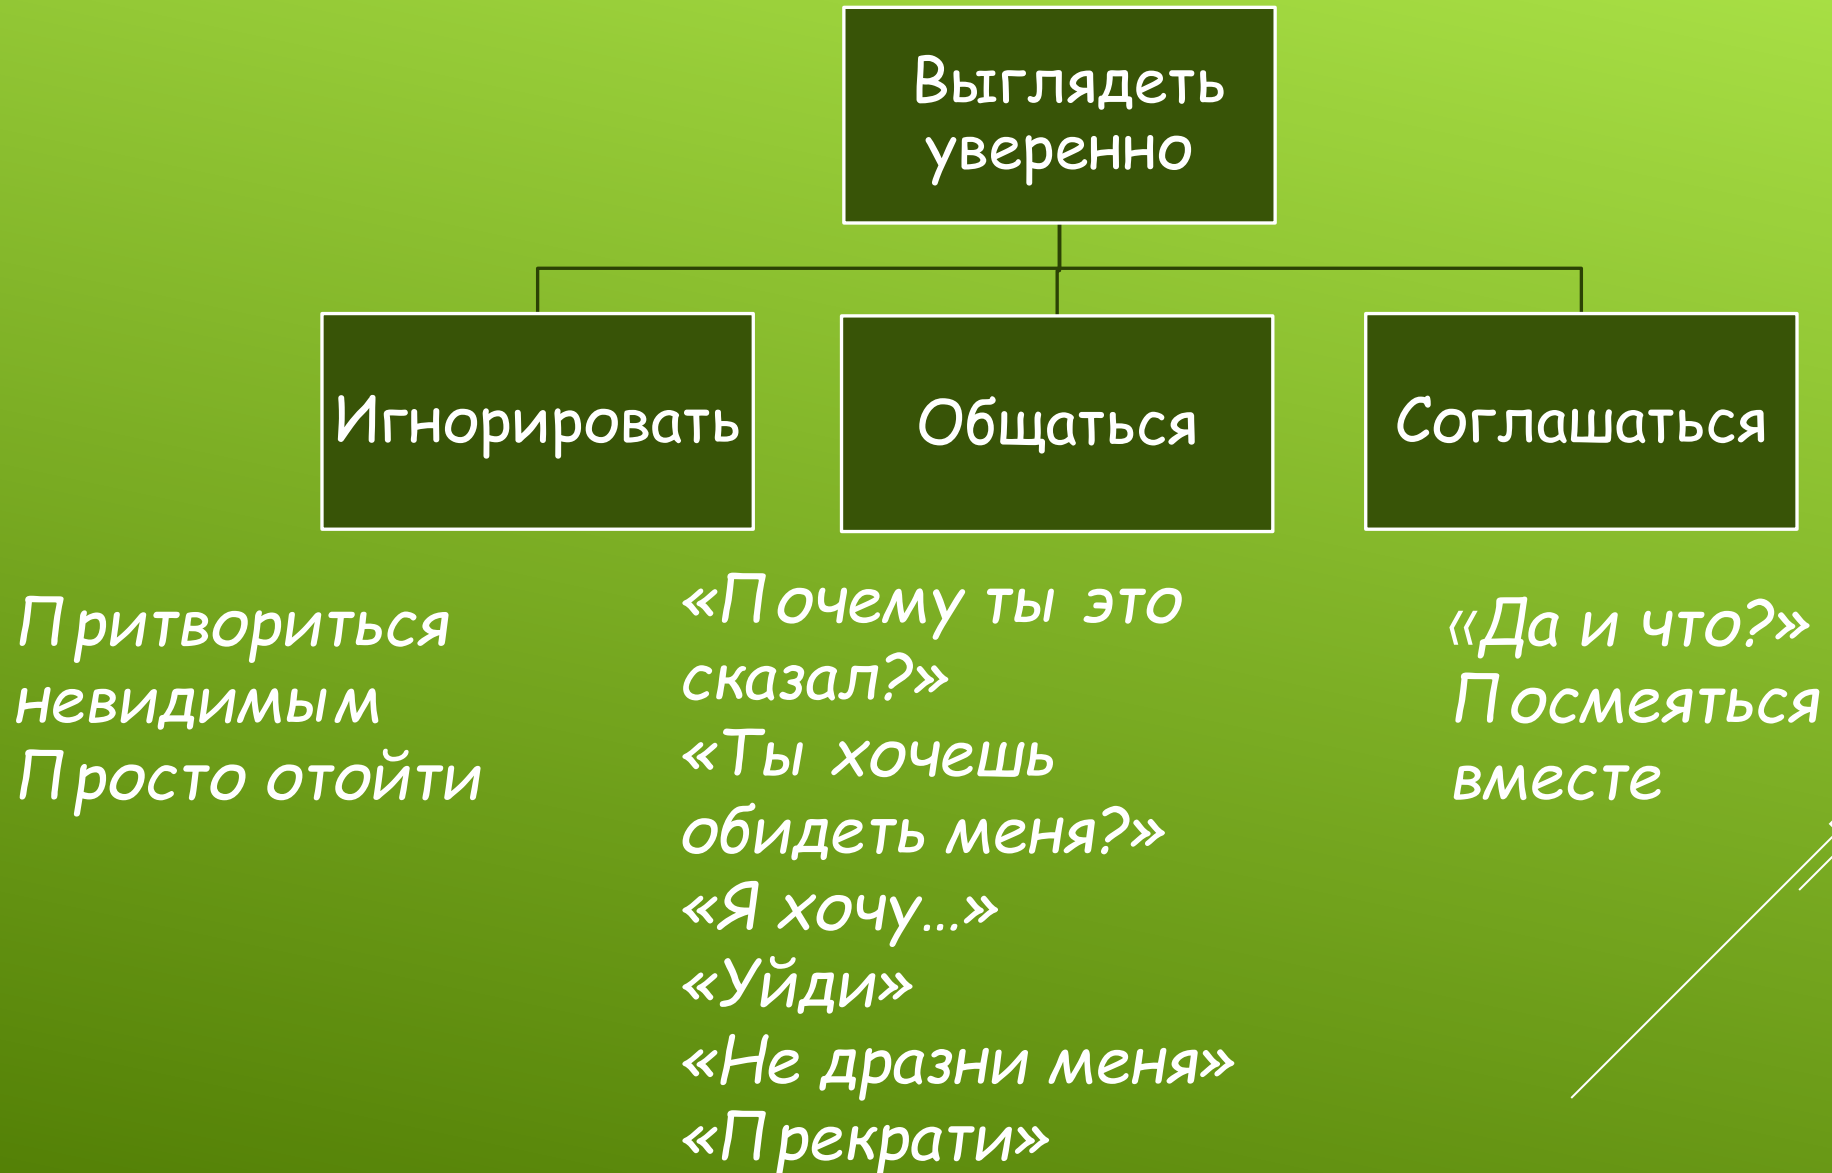 Выглядеть
уверенно
Игнорировать
Общаться
Соглашаться
Притвориться
невидимым
Просто отойти
«Почему ты это
сказал?»
«Ты хочешь
обидеть меня?»
«Я хочу…»
«Уйди»
«Не дразни меня»
«Прекрати»
«Да и что?»
Посмеяться
вместе